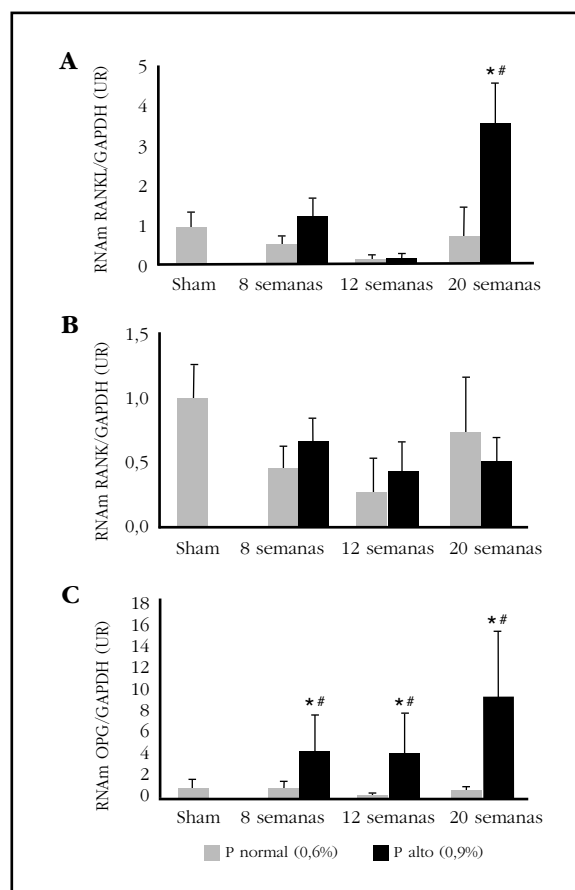 A
RNAm RANKL/GAPDH (UR)
5
4
3
2
1
0
* #
Sham 8 semanas 12 semanas 20 semanas
B
RNAm RANK/GAPDH (UR)
1,5
1,0
0,5
0,0
Sham 8 semanas 12 semanas 20 semanas
C
RNAm OPG/GAPDH (UR)
18
16
14
12
10
8
6
4
2
0
* # * # * #
Sham 8 semanas 12 semanas 20 semanas
P normal (0,6%) P alto (0,9%)